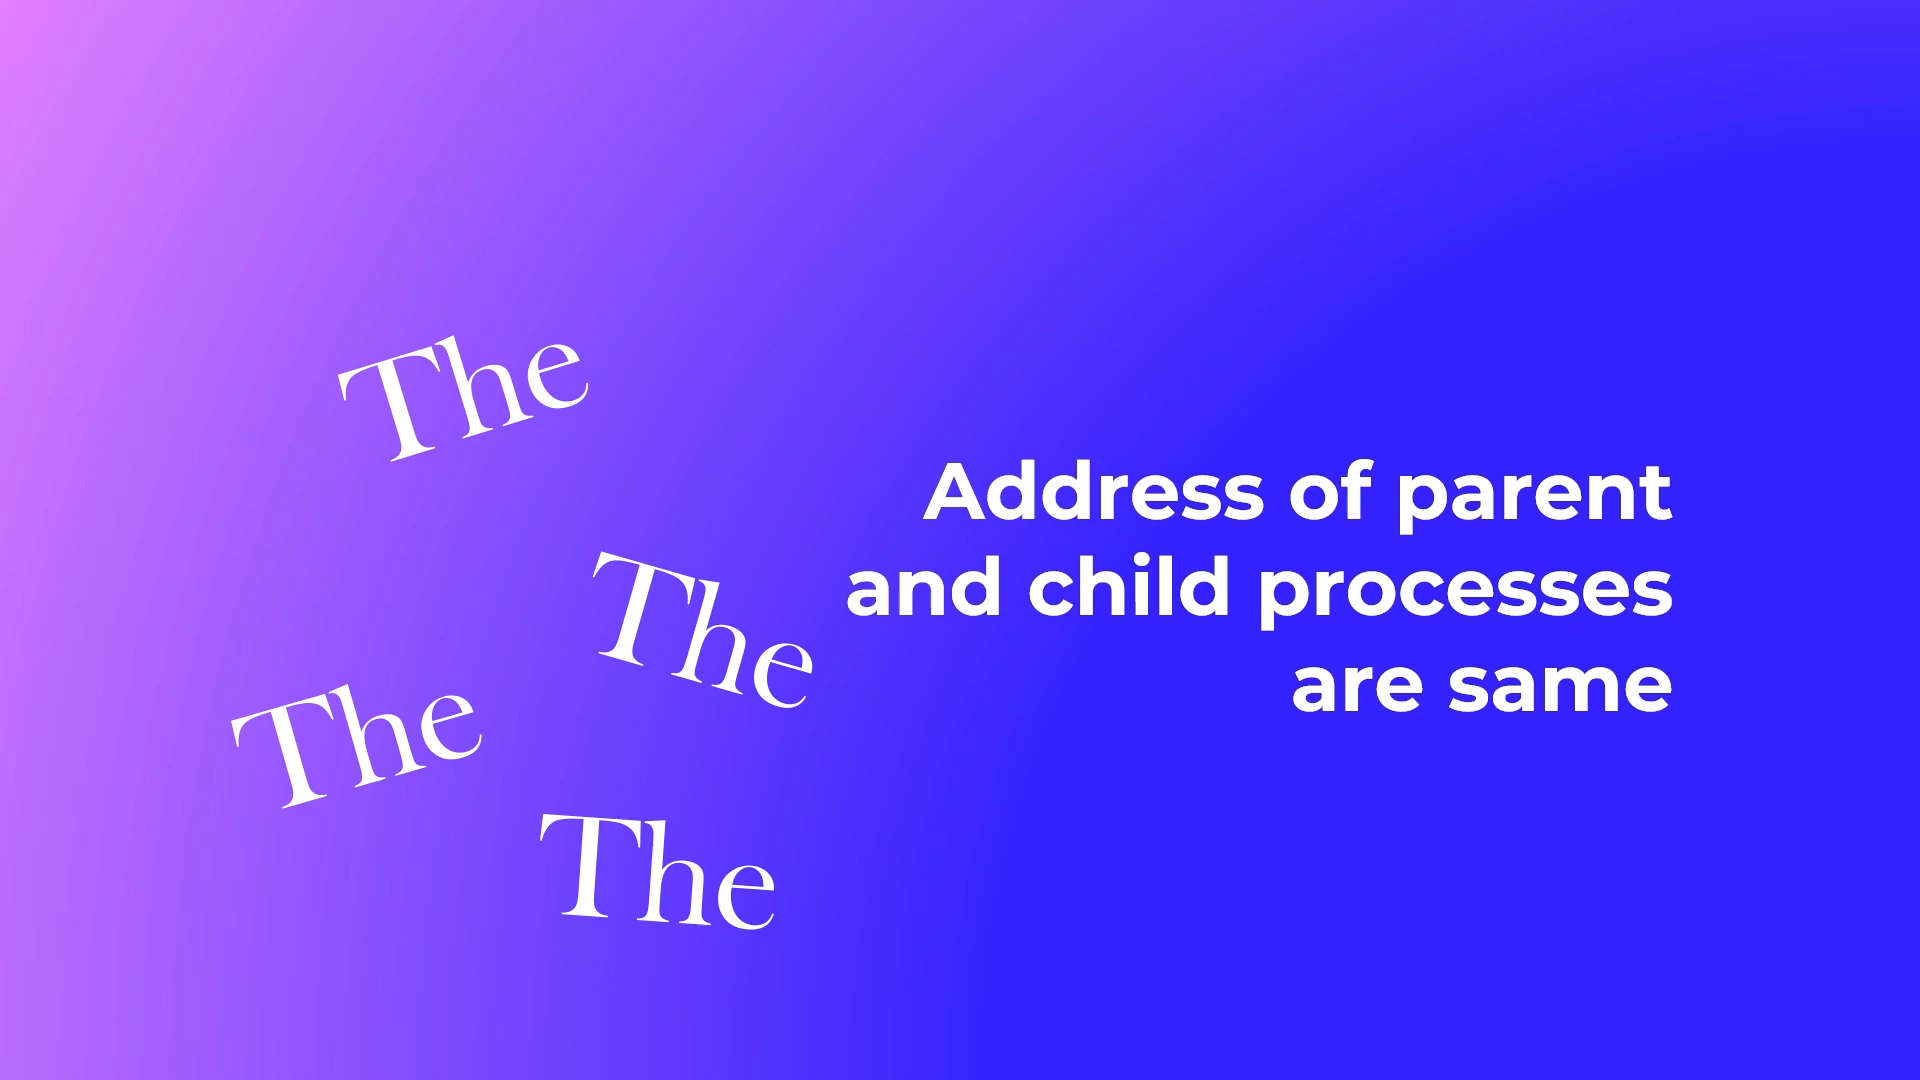 The
The
The
The
Address of parent
and child processes
are same